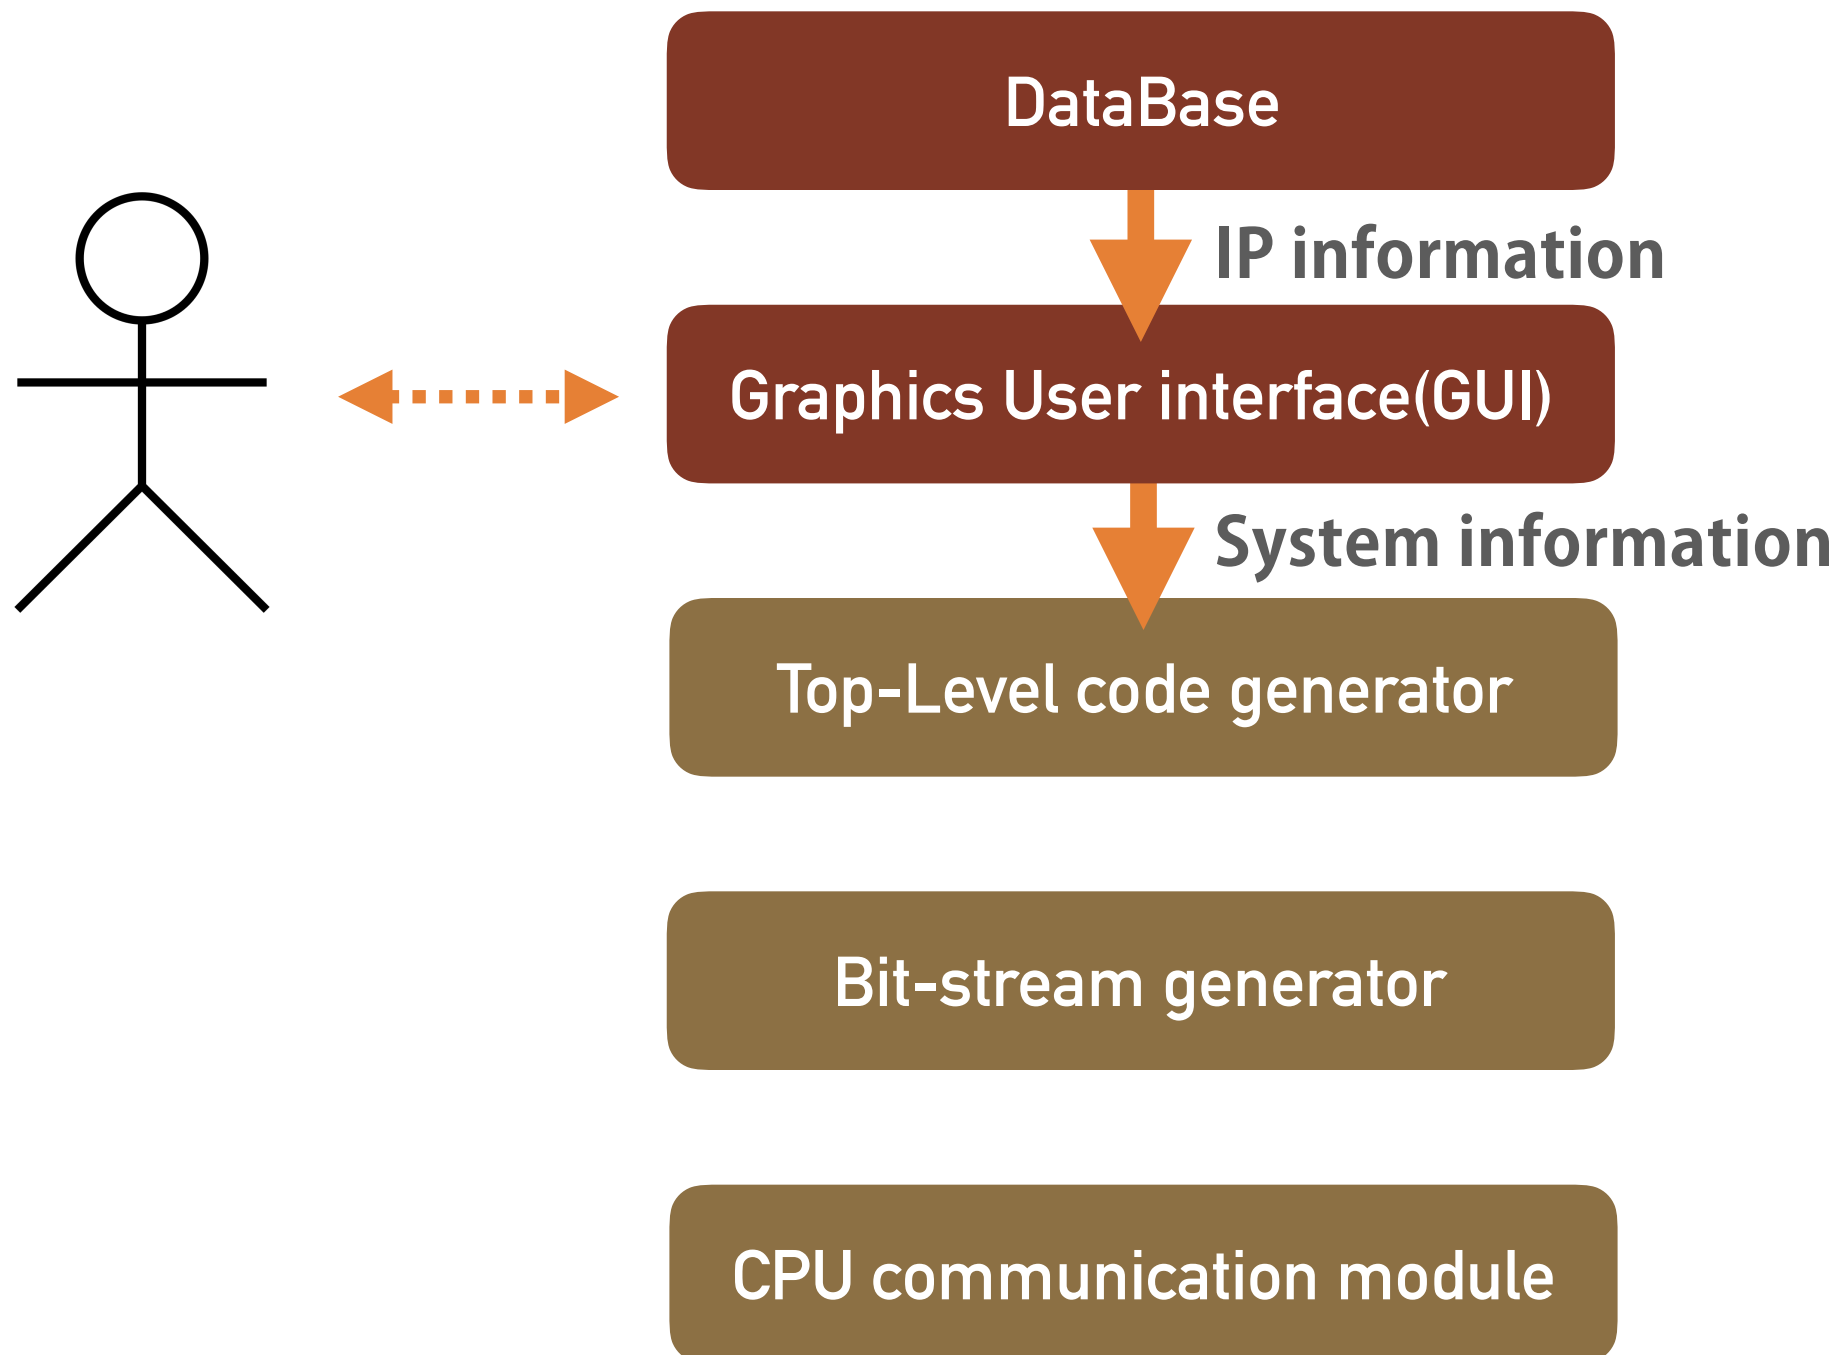 DataBase
IP information
Graphics User interface(GUI)
System information
Top-Level code generator
Bit-stream generator
CPU communication module